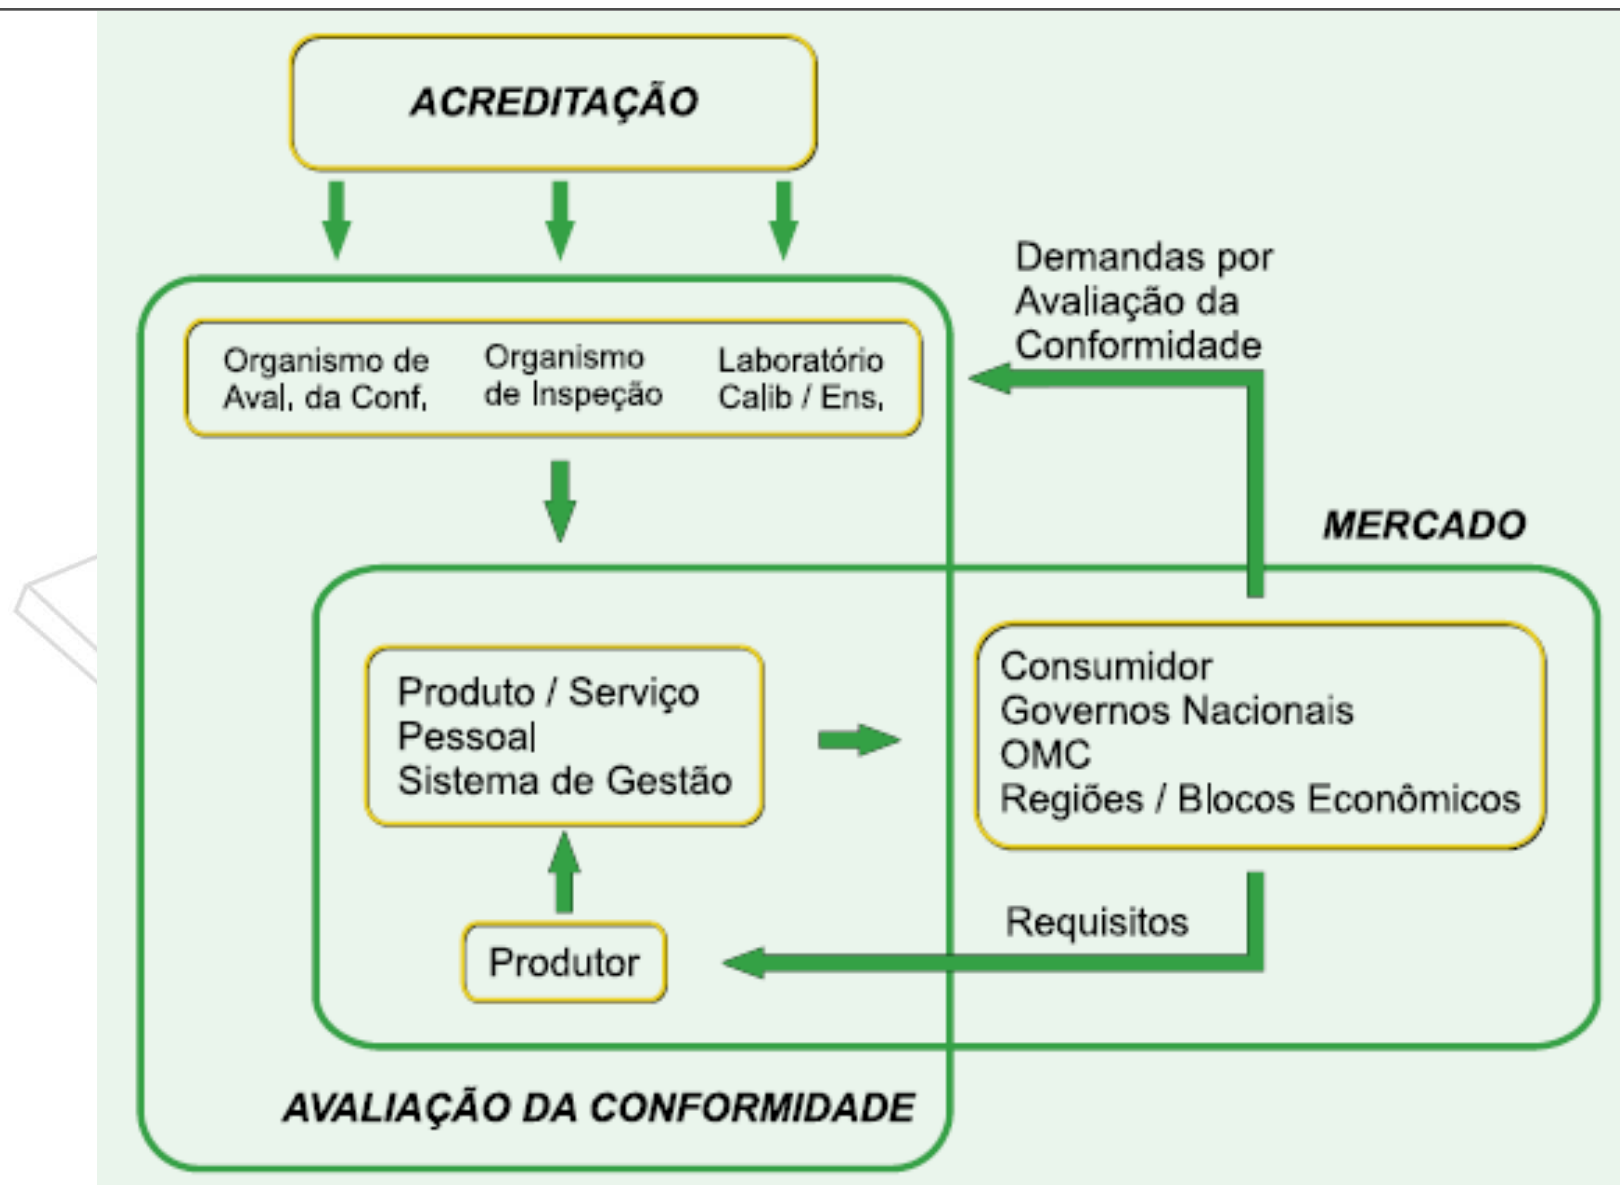 ACREDITAÇÃO
Organismo de
Aval. da Conf.
Organismo
de Inspeção
Laboratório
Calib / Ens.
Demandas por
Avaliação da
Conformidade
MERCADO
Produto / Serviço
Pessoal
Sistema de Gestão
Consumidor
Governos Nacionais
OMC
Regiões / Blocos Econômicos
Requisitos
Produtor
AVALIAÇÃO DA CONFORMIDADE